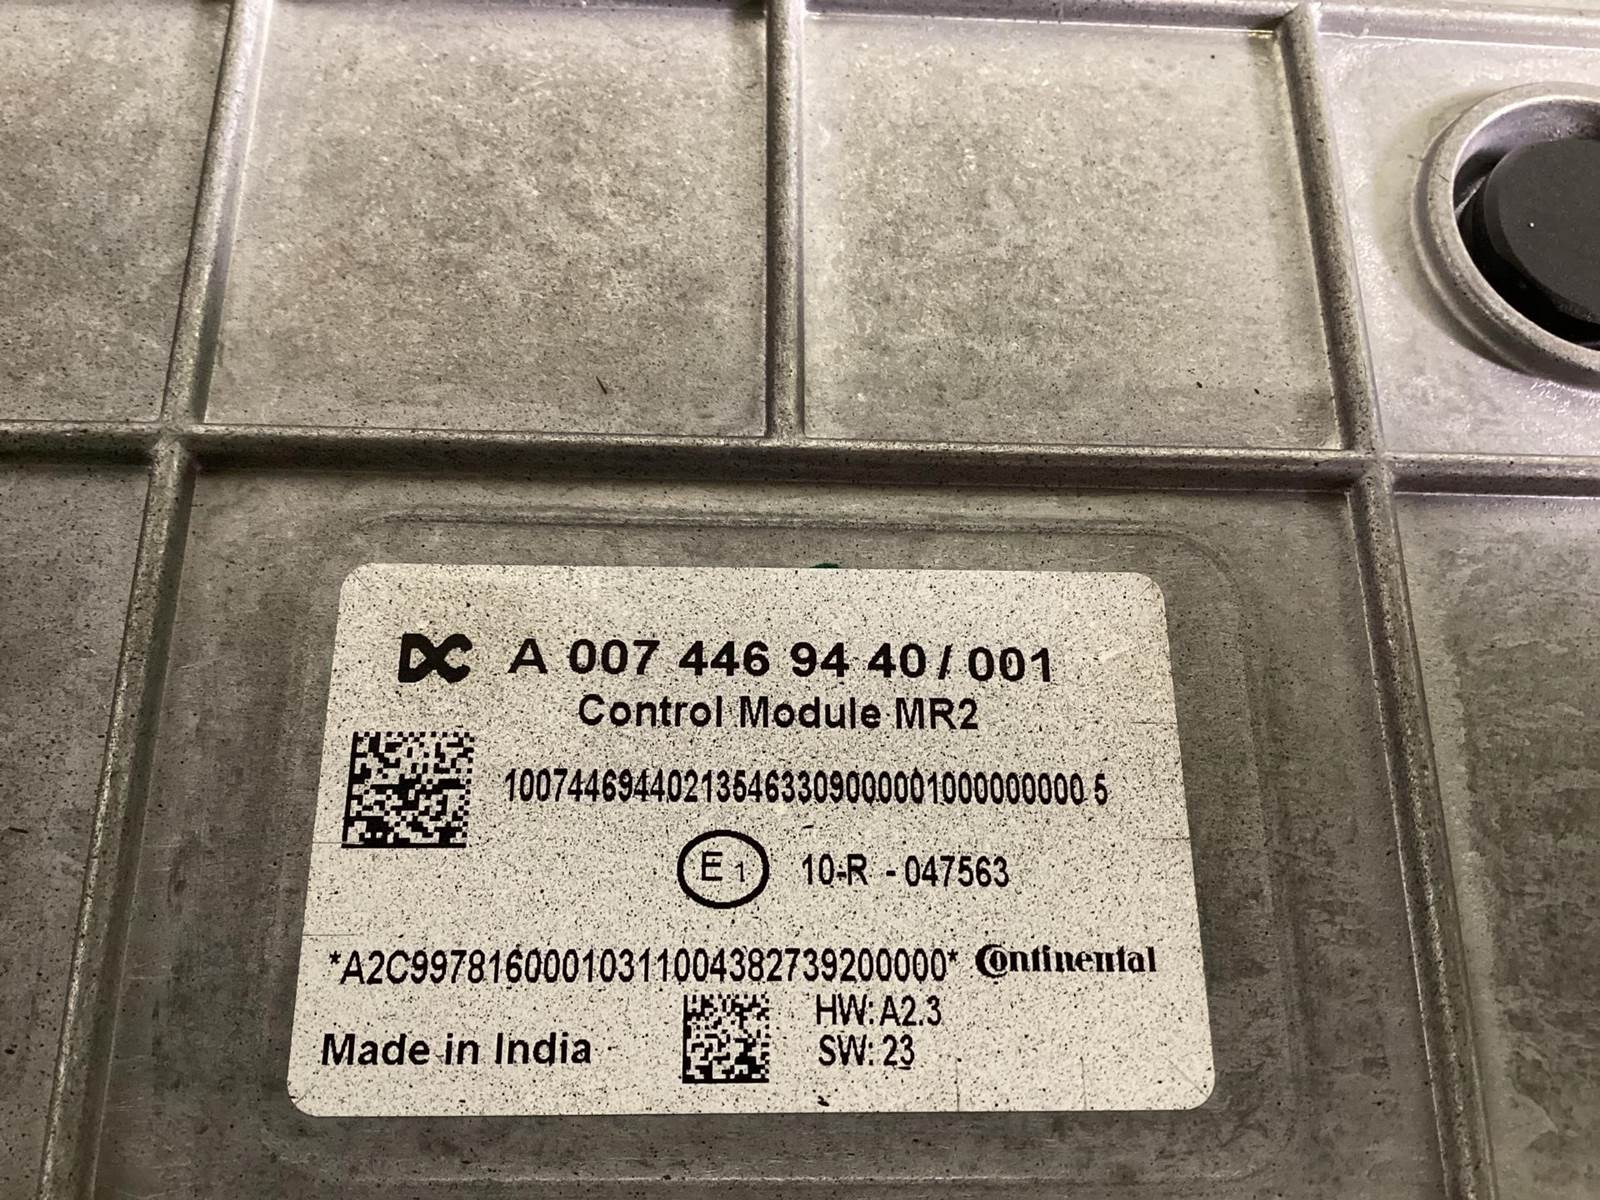 DC A 007 446 94 40 / 001
Control Module MR2
10074469440213546330900000100000000 0 5
E1 10-R - 047563
*A2C99781600010311004382739200000* Continental
HW: A2.3
Made in India
SW: 23